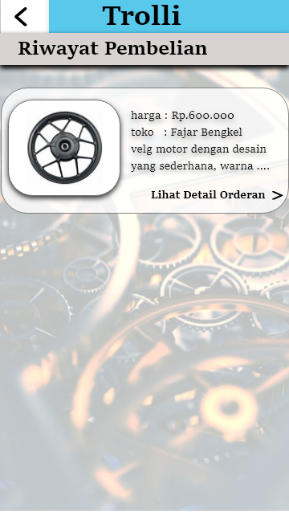 Trolli
Riwayat Pembelian
harga : Rp.600.000
toko : Fajar Bengkel
velg motor dengan desain
yang sederhana, warna ....
Lihat Detail Orderan >